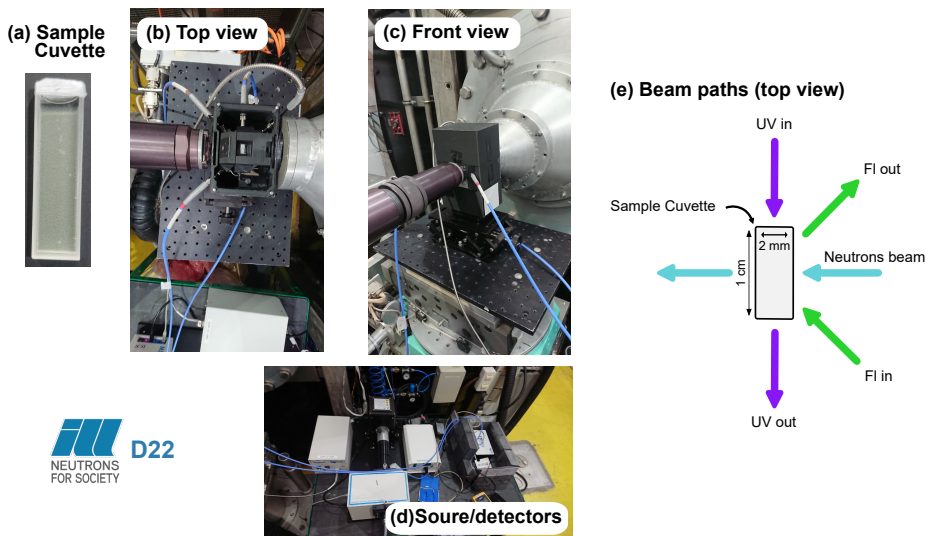 (a) Sample
Cuvette
(b) Top view
(c) Front view
(d)Soure/detectors
NEUTRONS
FOR SOCIETY
D22
(e) Beam paths (top view)
UV in
Fl out
Sample Cuvette
2 mm
1 cm
Neutrons beam
Fl in
UV out